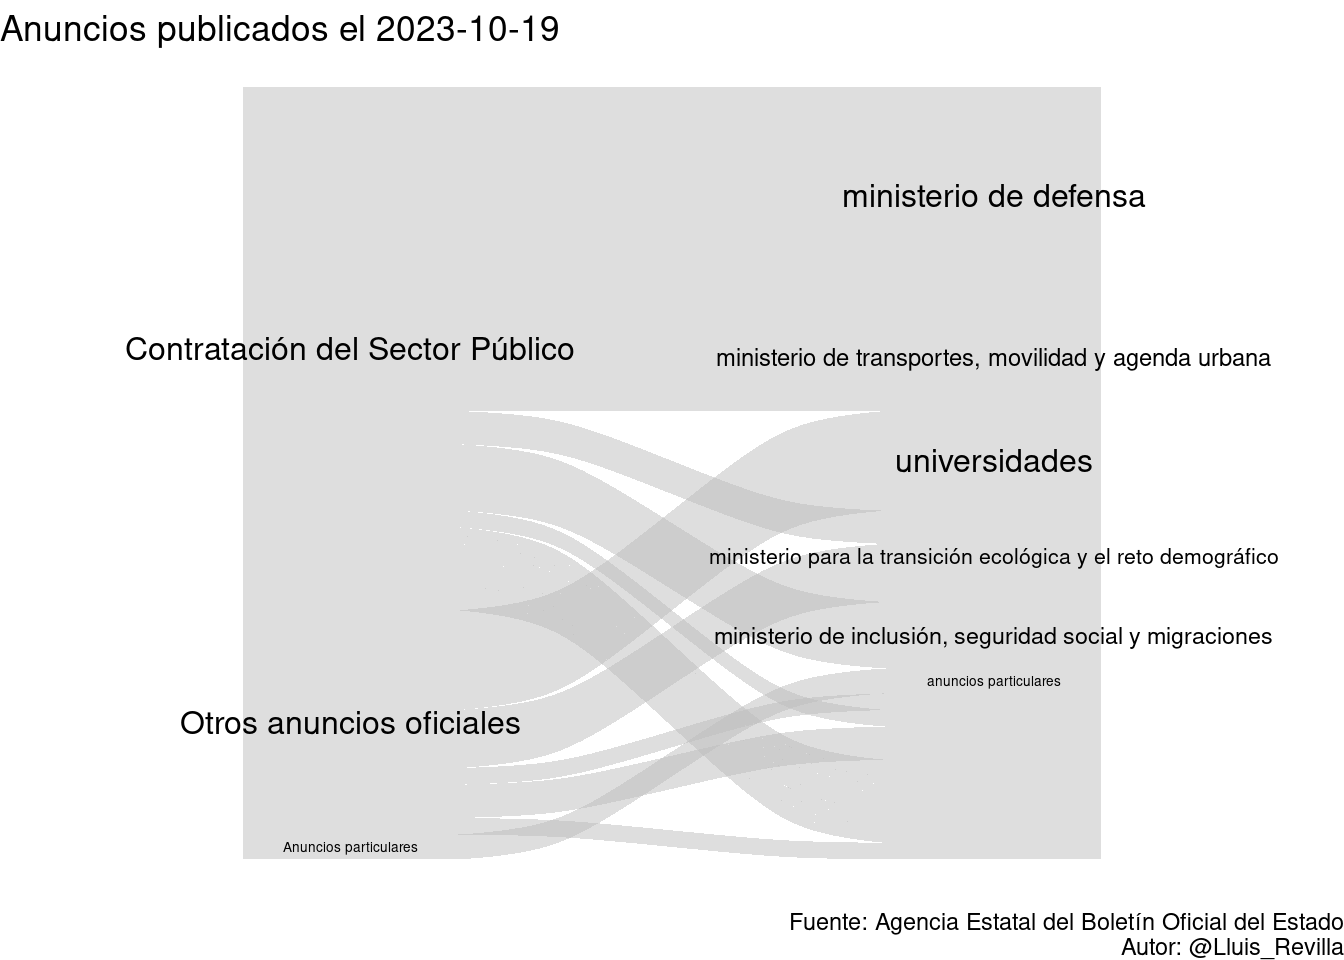 Anuncios publicados el 2023-10-19
ministerio de defensa
Contratación del Sector Público
ministerio de transportes, movilidad y agenda urbana
universidades
ministerio para la transición ecológica y el reto demográfico
ministerio de inclusión, seguridad social y migraciones
anuncios particulares
Otros anuncios oficiales
Anuncios particulares
Fuente: Agencia Estatal del Boletín Oficial del Estado
Autor: @Lluis_Revilla